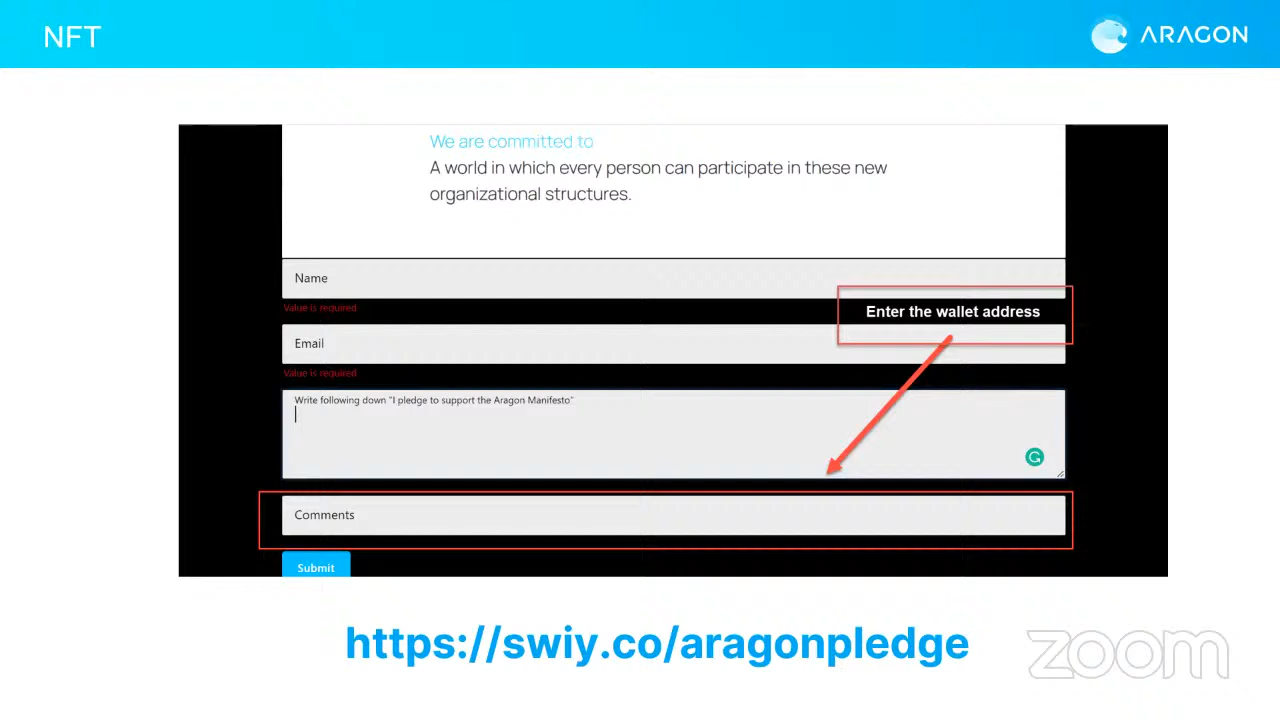 NFT
ARAGON
We are committed to
A world in which every person can participate in these new
organizational structures.
Name
Value is required
Enter the wallet address
Email
Value is required
Write following down "I pledge to support the Aragon Manifesto"
Comments
Submit
https://swiy.co/aragonpledge
zoom